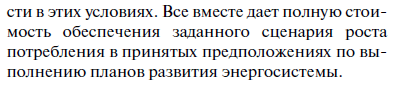 сти в этих условиях. Все вместе дает полную стои-
мость обеспечения заданного сценария роста
потребления в принятых предположениях по вы-
полнению планов развития энергосистемы.